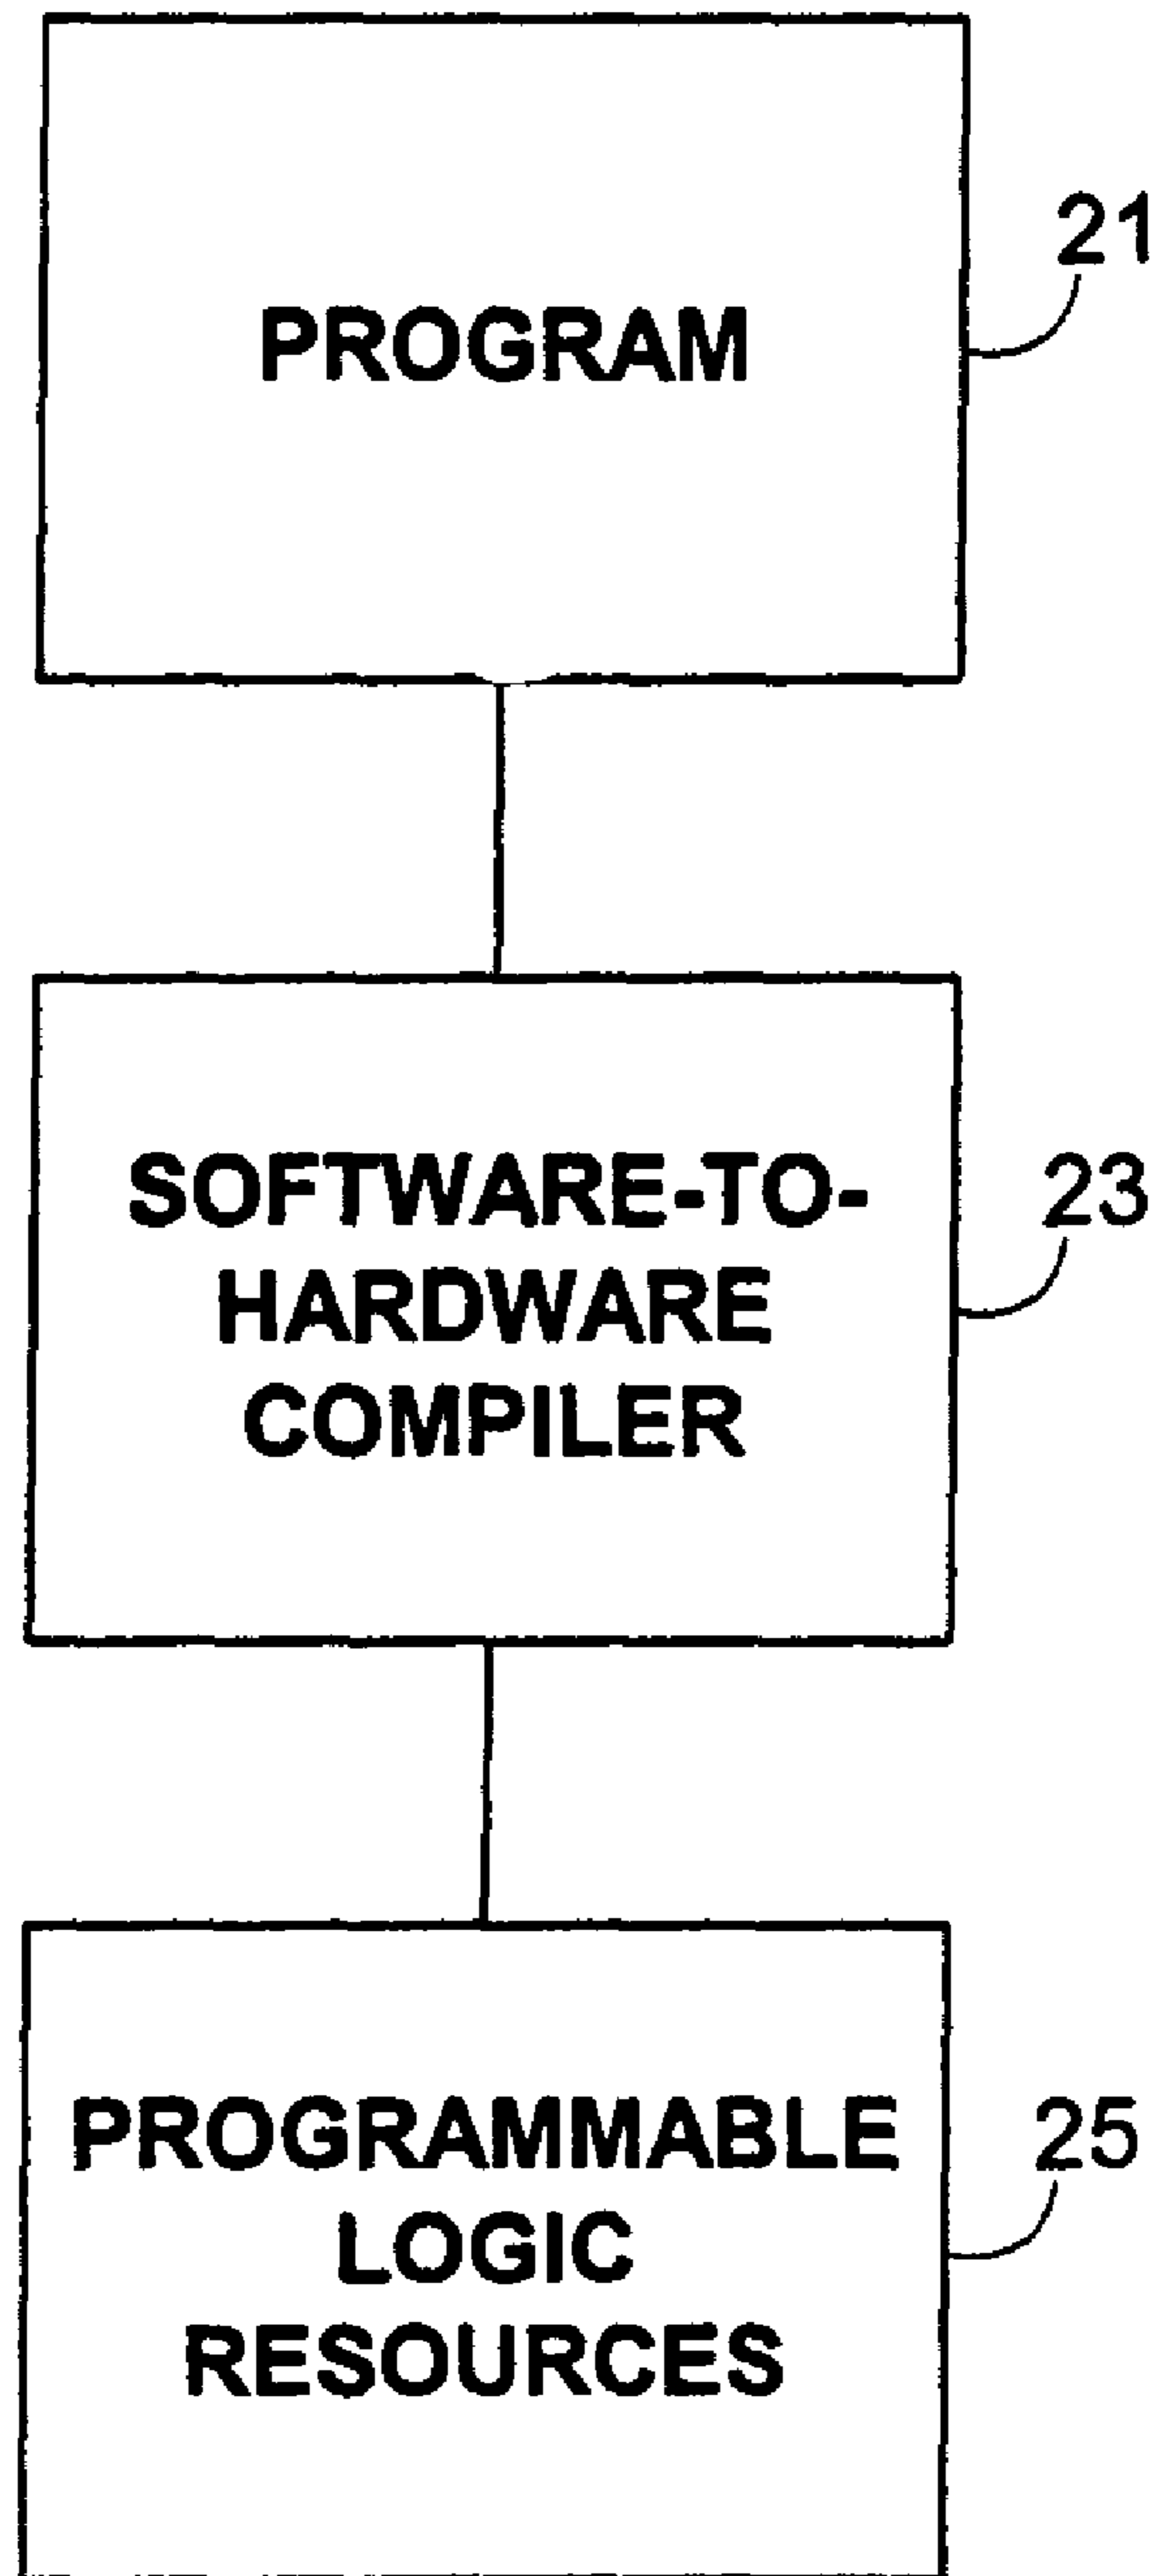 PROGRAM
21
SOFTWARE-TO-
HARDWARE
COMPILER
23
PROGRAMMABLE
LOGIC
RESOURCES
25